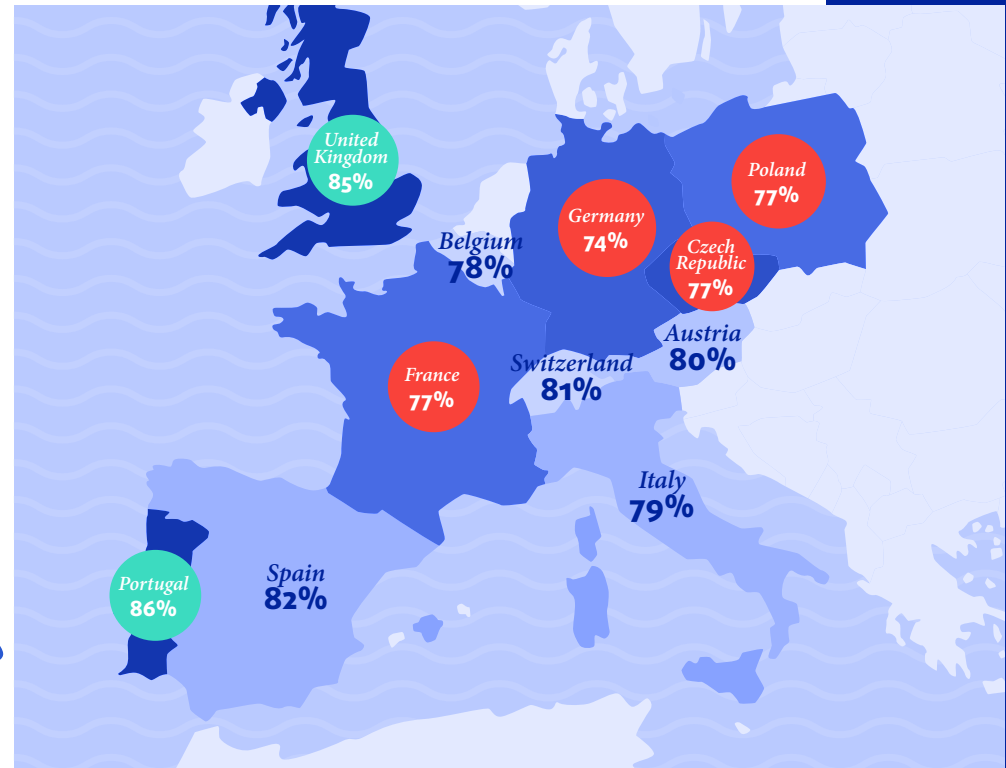 United
Kingdom
85%
Poland
77%
Germany
74%
Belgium
78%
Czech
Republic
77%
Austria
80%
Switzerland
81%
France
77%
Italy
79%
Spain
82%
Portugal
86%